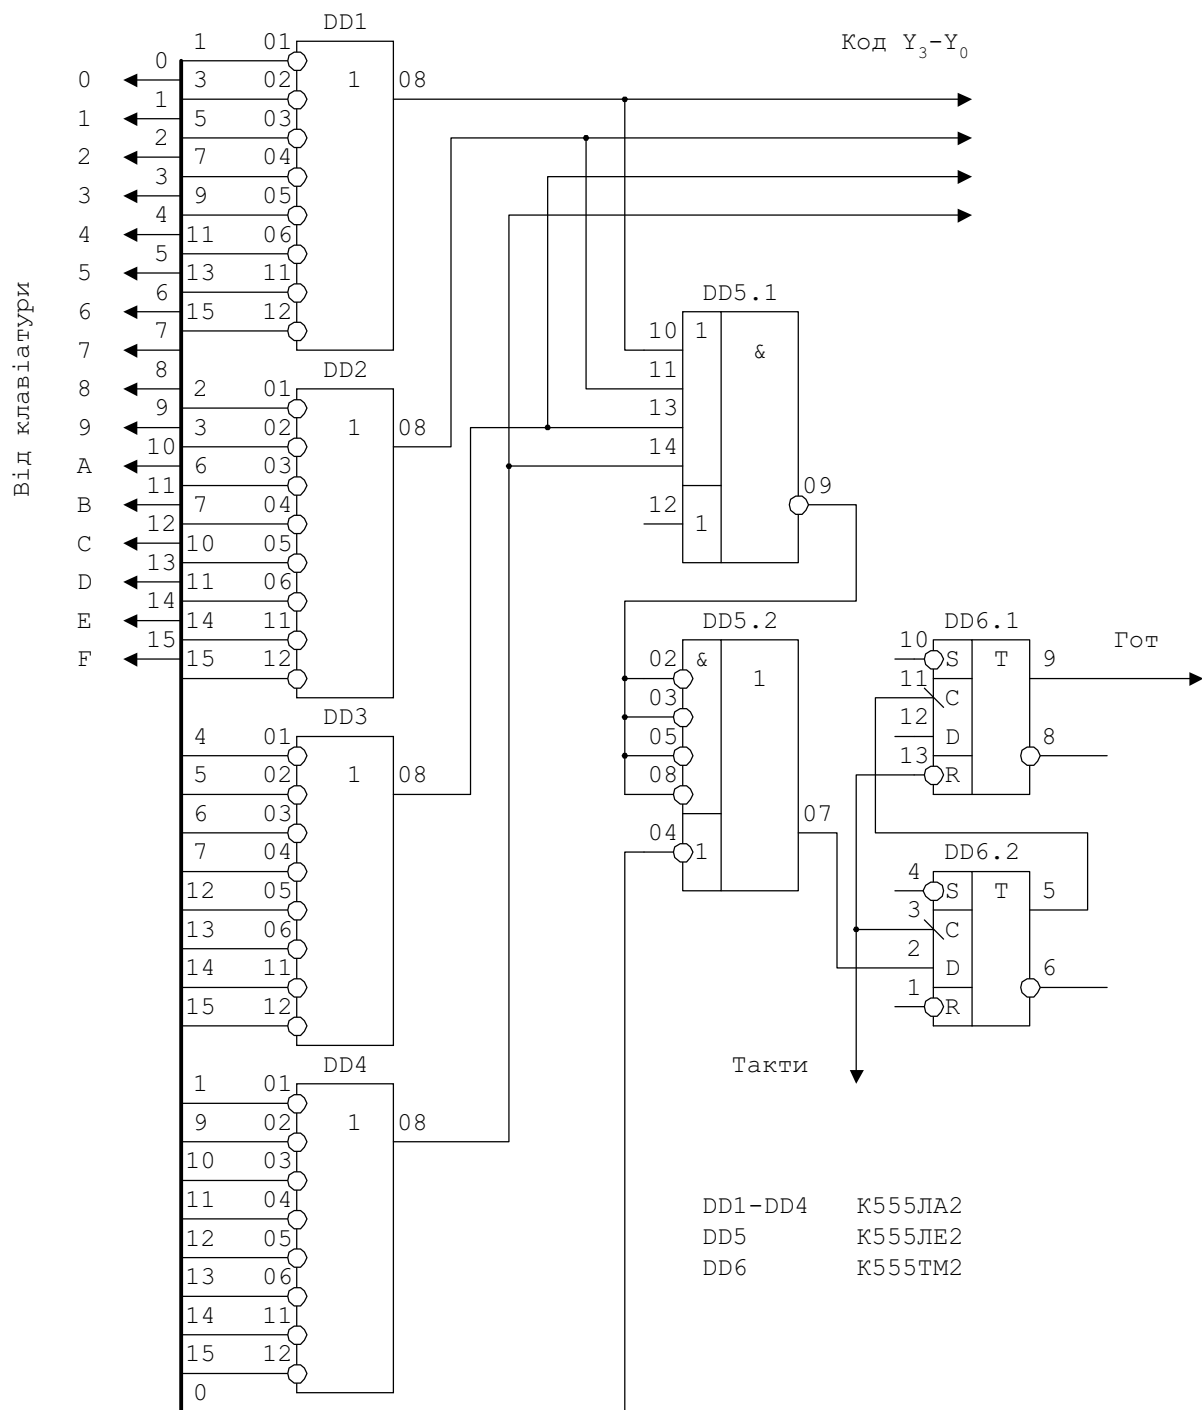 DD1
Код Y3-Y0
1 01
0
0 3 02 1 08
1
1 5 03
2
2 7 04
3
3 9 05
4
4 11 06
5
5 13 11
6
6 15 12
7
7
8
DD2
8 2 01
9
9 3 02 1 08
10
A 6 03
11
B 7 04
12
C 10 05
13
D 11 06
14
E 14 11
15
F 15 12
Від клавіатури
DD3
4 01
5 02 1 08
6 03
7 04
12 05
13 06
14 11
15 12
DD4
1 01
9 02 1 08
10 03
11 04
12 05
13 06
14 11
15 12
0
DD5.1
10 1
&
11
13
14
09
12 1
DD5.2
02 &
1
03
05
08
07
04 1
DD6.1
Гот
10 S T 9
11 C
12 D 8
13 R
DD6.2
4 S T 5
3 C
2 D 6
1 R
Такти
DD1-DD4 К555ЛА2
DD5 К555ЛЕ2
DD6 К555ТМ2